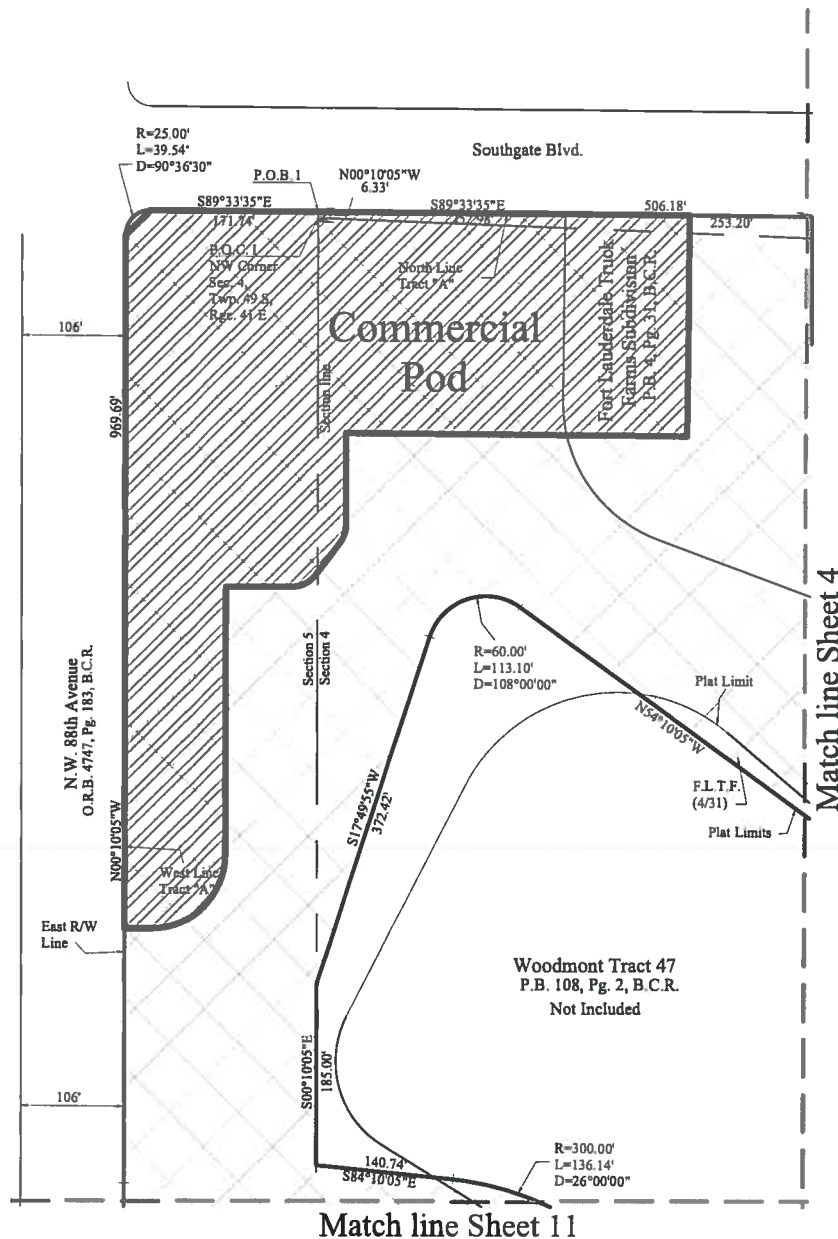 R=25.00'
L=39.54'
D=90°36'30"
Southgate Blvd.
P.O.B. 1
N00°10'05"W
6.33'
S89°33'35"E
171.74'
S89°33'35"E
506.18'
253.20'
P.O.C. 1
NW Corner
Sec. 4,
Twp. 49 S,
Rge. 41 E.
North Line
Tract "A"
Fort Lauderdale Truck
Farms Subdivision
P.B. 4, Pg. 31, B.C.R.
106'
Commercial
Pod
Section line
969.69'
Match line Sheet 4
Section 5
Section 4
R=60.00'
L=113.10'
D=108°00'00"
Plat Limit
N54°10'05"W
F.L.T.F.
(4/31)
Plat Limits
N.W. 88th Avenue
O.R.B. 4747, Pg. 183, B.C.R.
S17°49'55"W
372.42'
N00°10'05"W
West Line
Tract "A"
East R/W
Line
Woodmont Tract 47
P.B. 108, Pg. 2, B.C.R.
Not Included
S00°10'05"E
185.00'
106'
140.74'
S84°10'05"E
R=300.00'
L=136.14'
D=26°00'00"
Match line Sheet 11